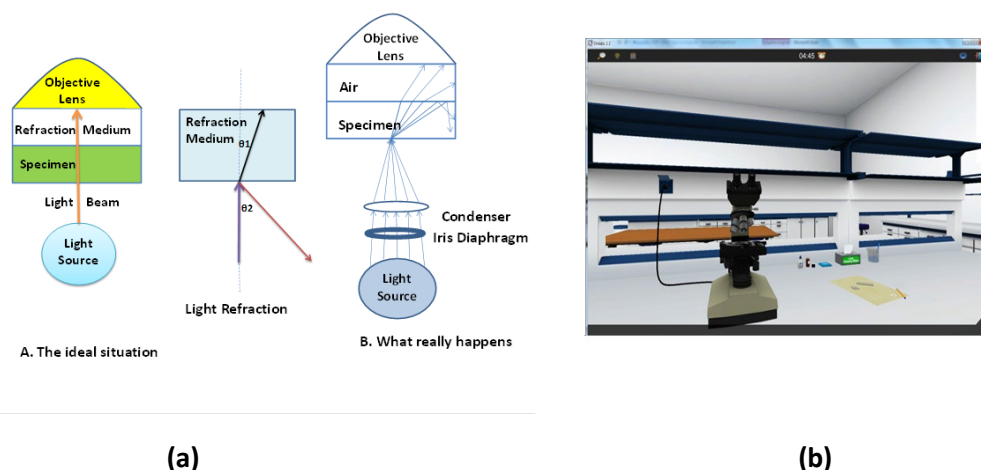 Objective
Lens
Refraction Medium
Specimen
Light Beam
Light
Source
A. The ideal situation
Refraction
Medium
θ1
θ2
Light Refraction
Objective
Lens
Air
Specimen
Condenser
Iris Diaphragm
Light
Source
B. What really happens
04:45
(a)
(b)